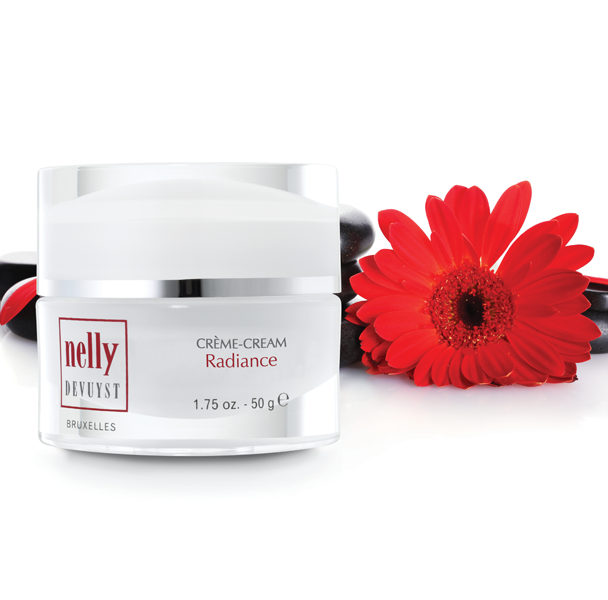 nelly
DEVUYST
BRUXELLES
CRÈME-CREAM
Radiance
1.75 oz. - 50 g ℮